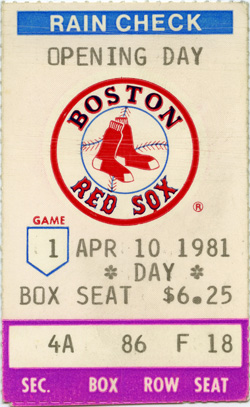 RAIN CHECK
OPENING DAY
BOSTON
RED SOX
®
GAME
1 APR 10 1981
* DAY *
BOX SEAT $6.25
4A 86 F 18
SEC. BOX ROW SEAT